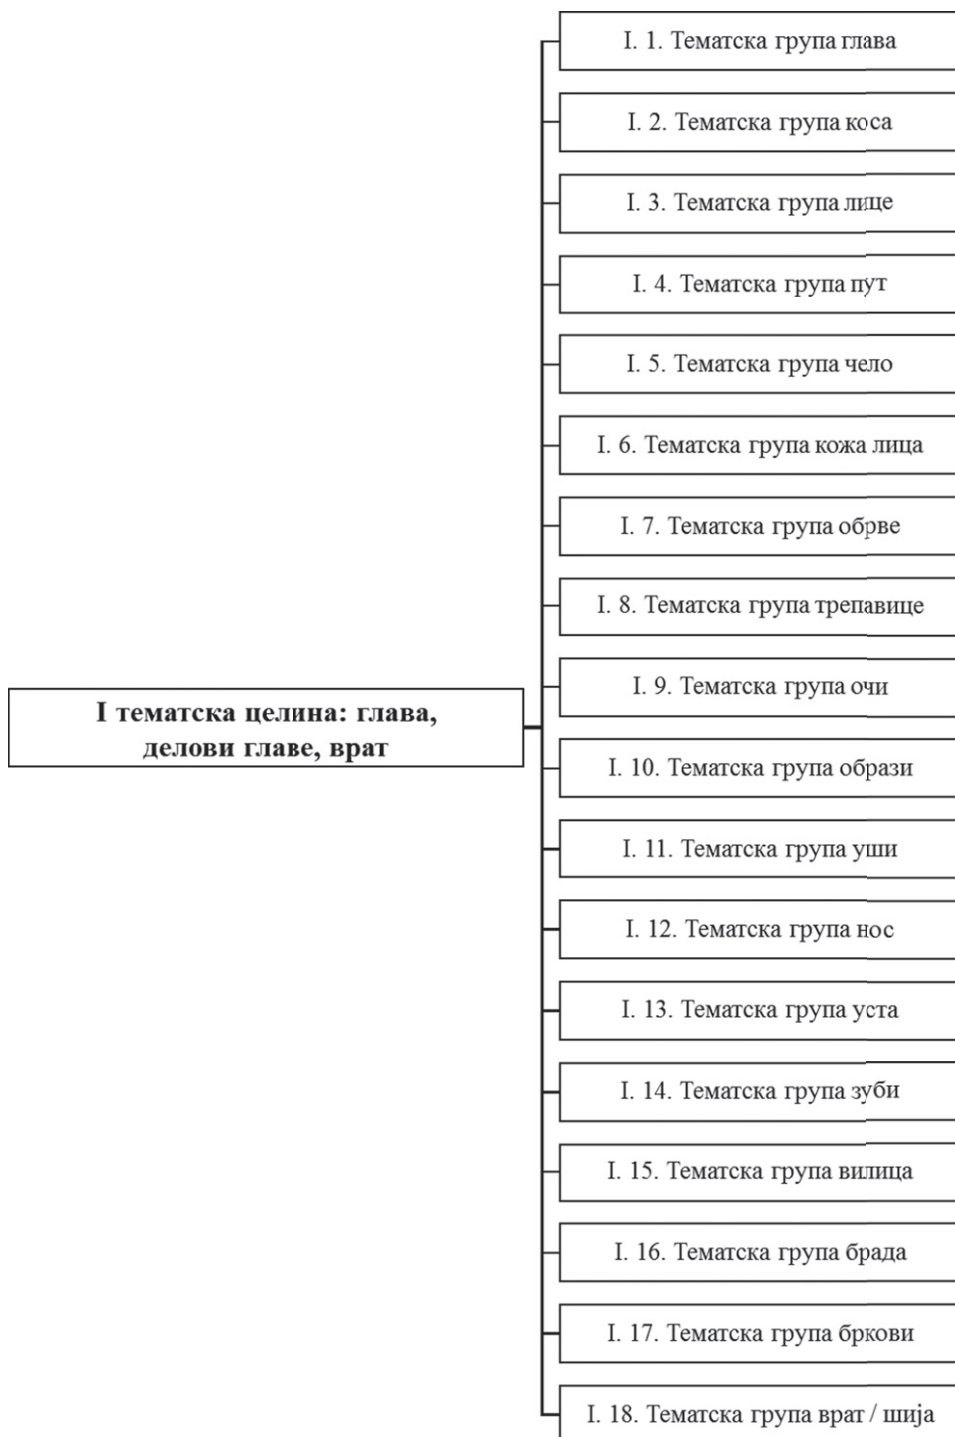 I. 1. Тематска група глава
I. 2. Тематска група коса
I. 3. Тематска група лице
I. 4. Тематска група пут
I. 5. Тематска група чело
I. 6. Тематска група кожа лица
I. 7. Тематска група обрве
I. 8. Тематска група трепавице
I. 9. Тематска група очи
I тематска целина: глава,
делови главе, врат
I. 10. Тематска група образи
I. 11. Тематска група уши
I. 12. Тематска група нос
I. 13. Тематска група уста
I. 14. Тематска група зуби
I. 15. Тематска група вилица
I. 16. Тематска група брада
I. 17. Тематска група бркови
I. 18. Тематска група врат / шија